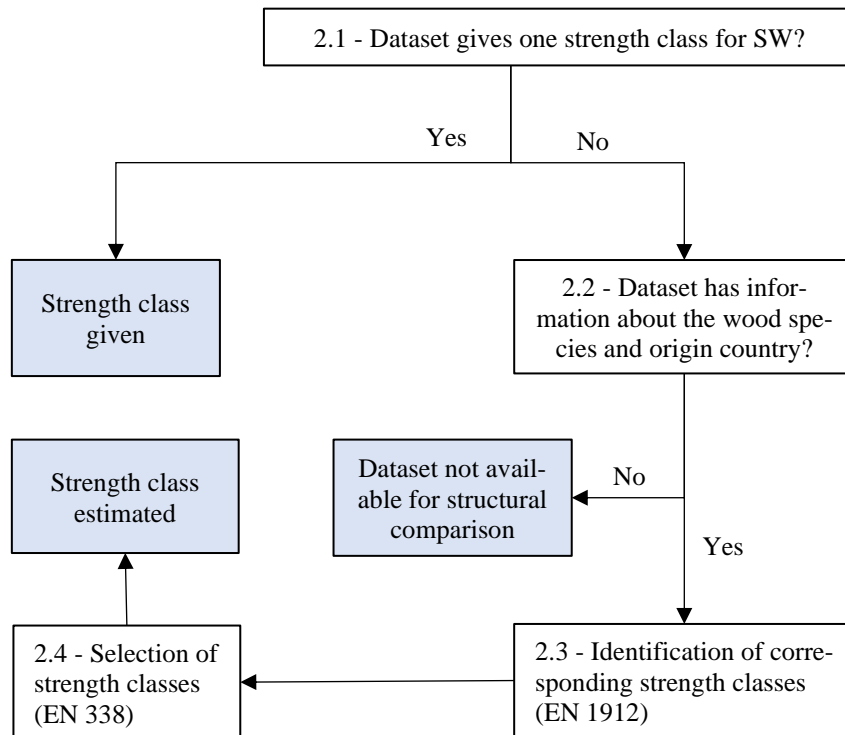 2.1 - Dataset gives one strength class for SW?
Yes
No
Strength class
given
2.2 - Dataset has infor-
mation about the wood spe-
cies and origin country?
Strength class
estimated
Dataset not avail-
able for structural
comparison
No
Yes
2.4 - Selection of
strength classes
(EN 338)
2.3 - Identification of corre-
sponding strength classes
(EN 1912)